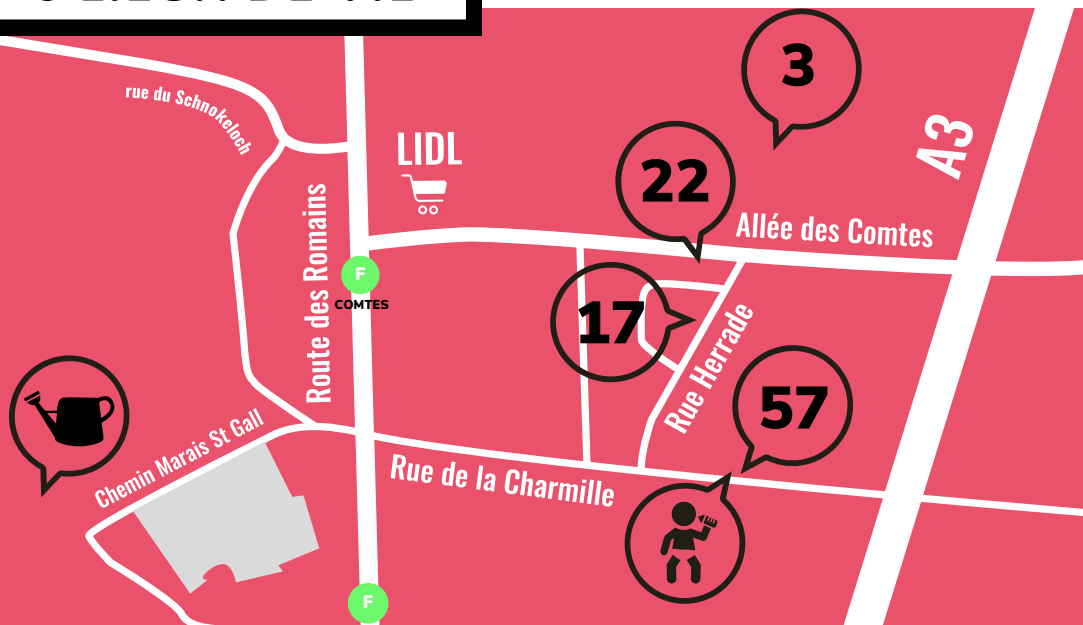 3
rue du Schnokeloch
LIDL
A3
22
Allée des Comtes
Route des Romains
F
COMTES
17
Rue Herrade
57
Chemin Marais St Gall
Rue de la Charmille
F